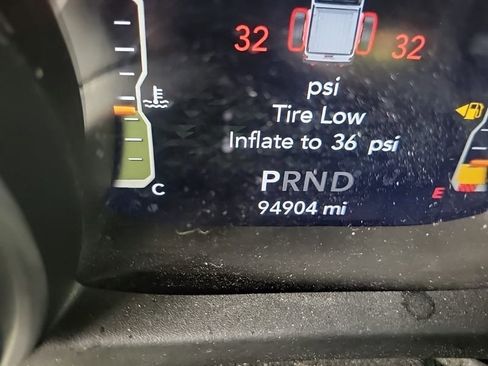 32 32
psi
Tire Low
Inflate to 36 psi
C PRND E
94904 mi